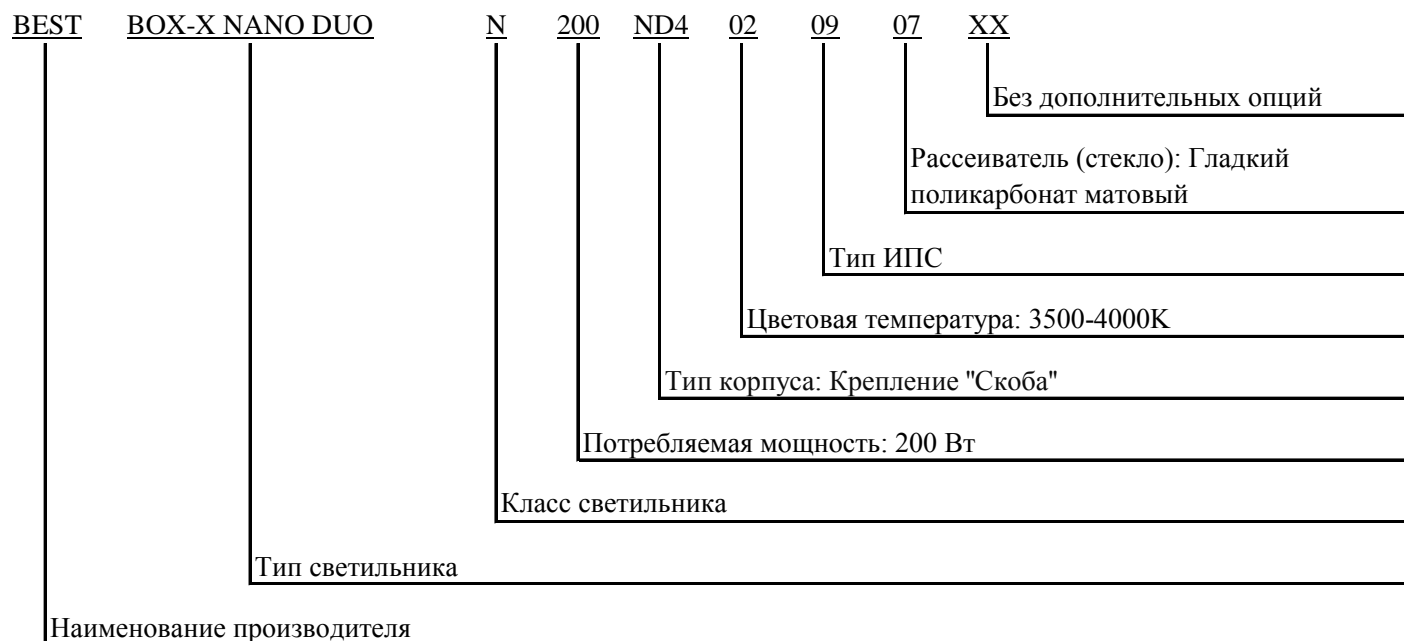 BEST BOX-X NANO DUO N 200 ND4 02 09 07 XX
Без дополнительных опций
Рассеиватель (стекло): Гладкий
поликарбонат матовый
Тип ИПС
Цветовая температура: 3500-4000K
Тип корпуса: Крепление "Скоба"
Потребляемая мощность: 200 Вт
Класс светильника
Тип светильника
Наименование производителя